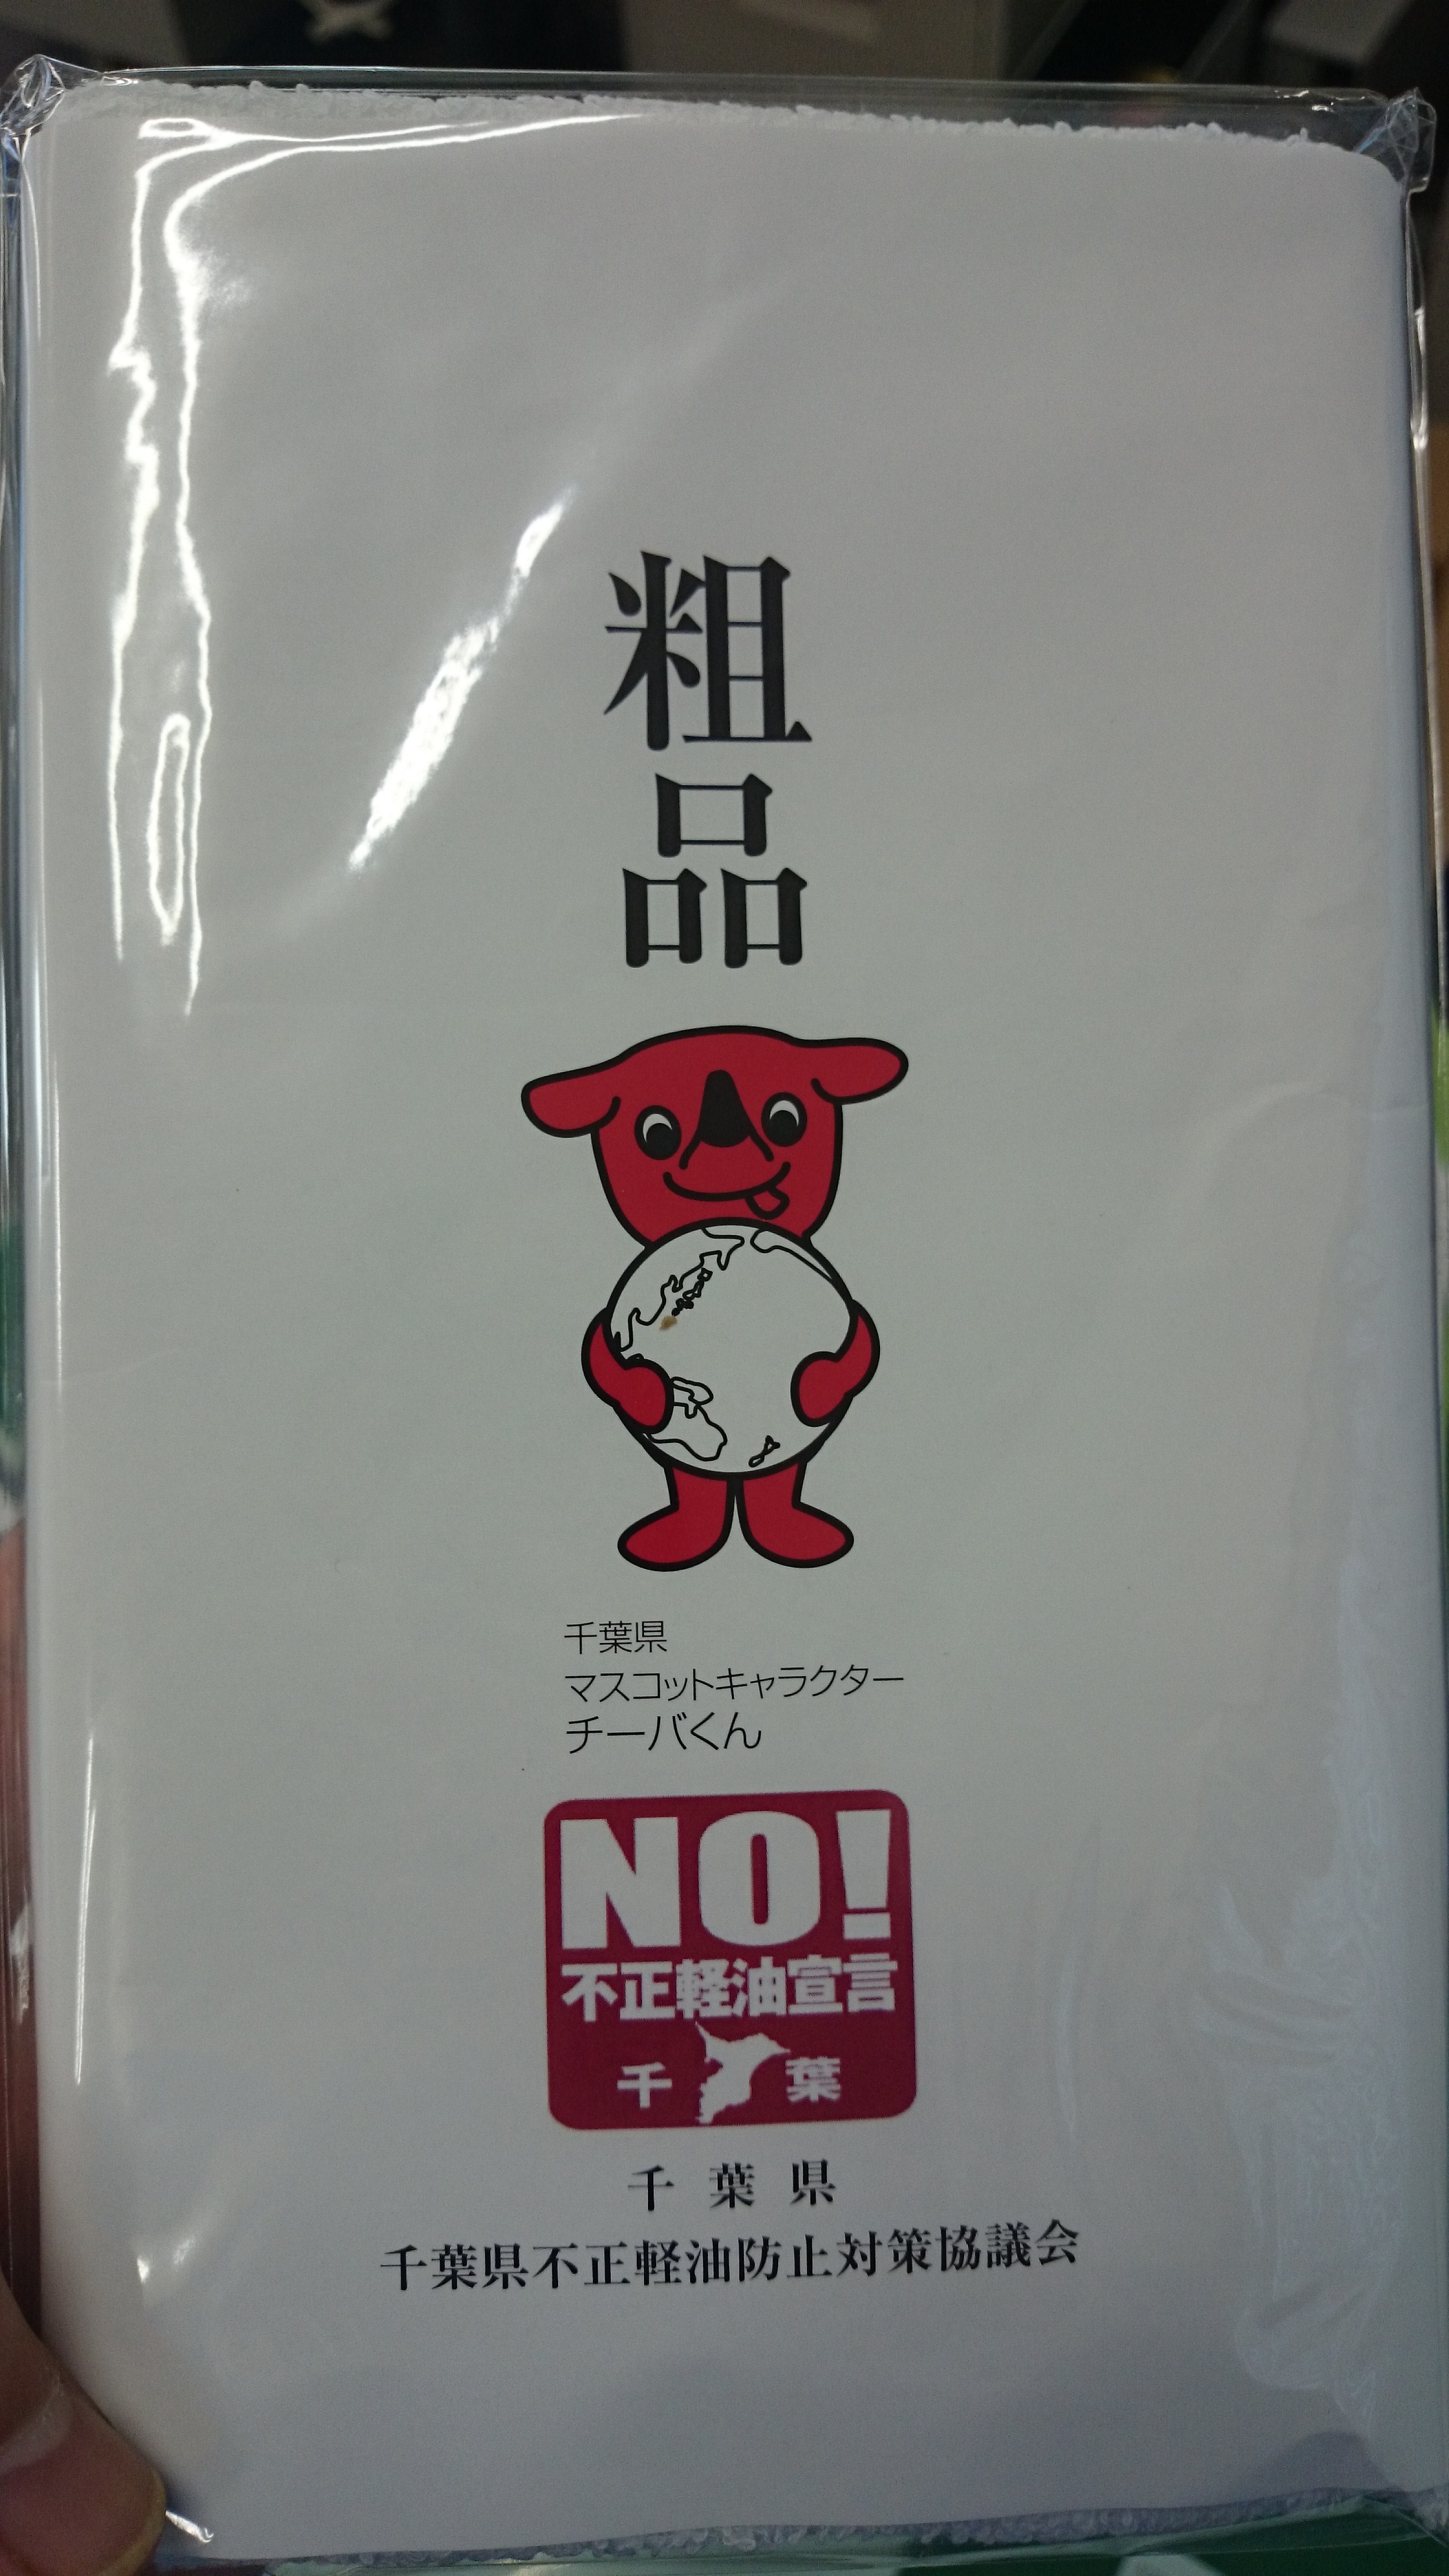 粗品
千葉県
マスコットキャラクター
チーバくん
NO!
不正軽油宣言
千葉
千葉県
千葉県不正軽油防止対策協議会